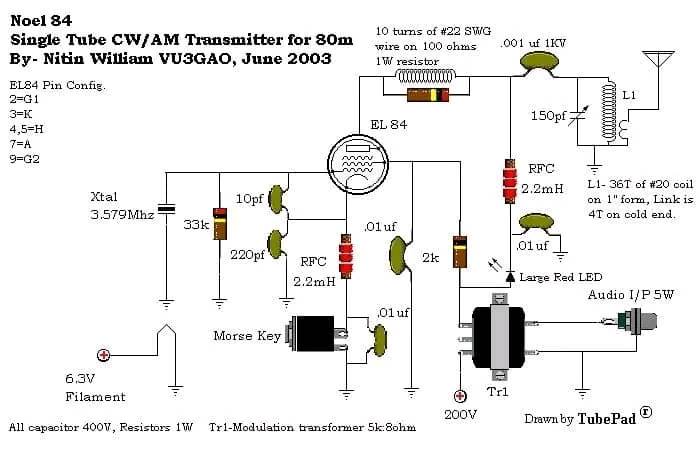 Noel 84
Single Tube CW/AM Transmitter for 80m
By- Nitin William VU3GAO, June 2003
EL84 Pin Config.
2=G1
3=K
4,5=H
7=A
9=G2
10 turns of #22 SWG
wire on 100 ohms
1W resistor
.001 uf 1KV
L1
150pf
EL 84
RFC
2.2mH
L1- 36T of #20 coil
on 1" form, Link is
4T on cold end.
Xtal
3.579Mhz
10pf
33k
220pf
RFC
2.2mH
.01uf
2k
.01uf
Large Red LED
Audio I/P 5W
.01uf
Morse Key
6.3V
Filament
Tr1
200V
Drawn by TubePad ®
All capacitor 400V, Resistors 1W Tr1-Modulation transformer 5k:8ohm